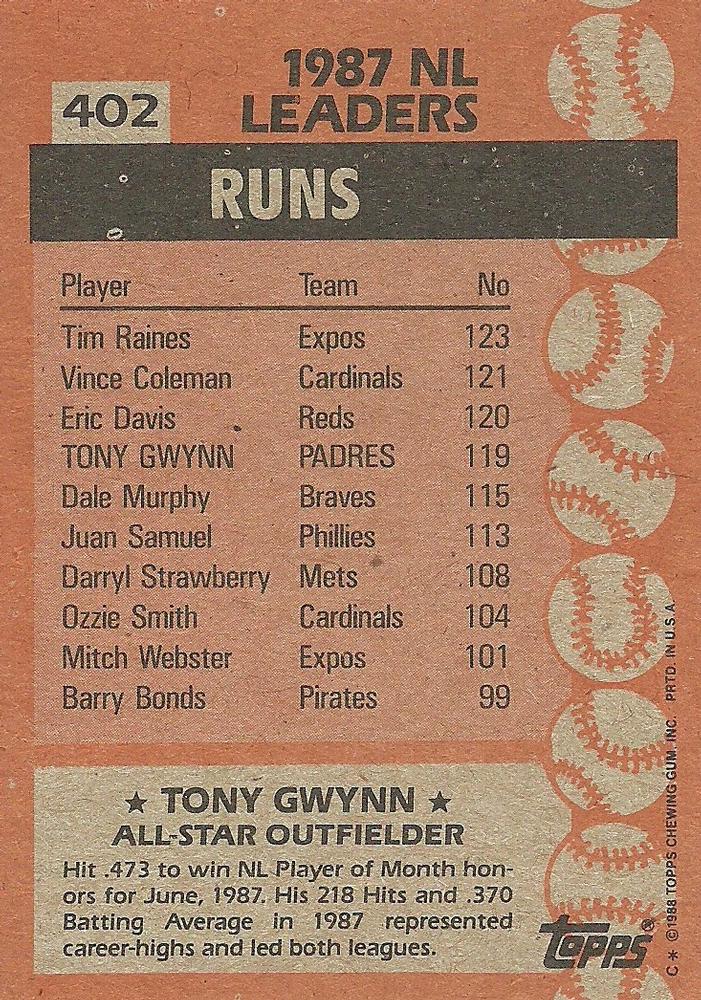 1987 NL
LEADERS
402
RUNS
Player Team No
Tim Raines Expos 123
Vince Coleman Cardinals 121
Eric Davis Reds 120
TONY GWYNN PADRES 119
Dale Murphy Braves 115
Juan Samuel Phillies 113
Darryl Strawberry Mets 108
Ozzie Smith Cardinals 104
Mitch Webster Expos 101
Barry Bonds Pirates 99
★ TONY GWYNN ★
ALL-STAR OUTFIELDER
Hit .473 to win NL Player of Month hon-
ors for June, 1987. His 218 Hits and .370
Batting Average in 1987 represented
career-highs and led both leagues.
topps®
C* ©1988 TOPPS CHEWING GUM, INC. PRTD. IN U.S.A.